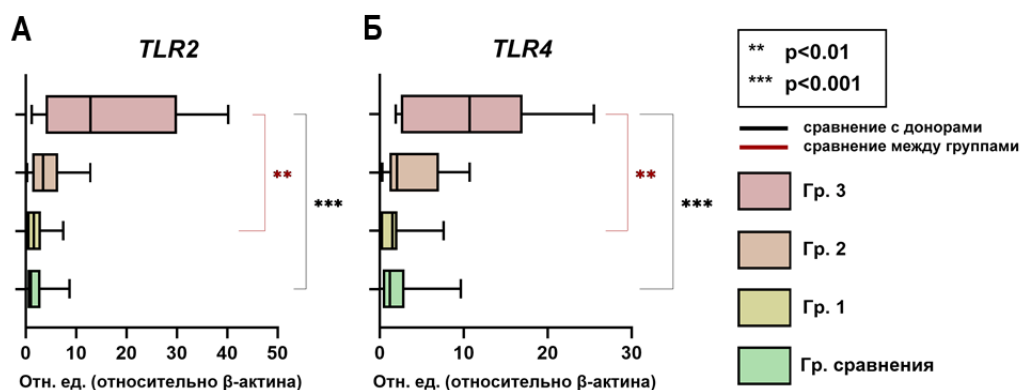 А
TLR2
**
***
0 10 20 30 40 50
Отн. ед. (относительно β-актина)
Б
TLR4
**
***
0 10 20 30
Отн. ед. (относительно β-актина)
** p<0.01
*** p<0.001
сравнение с донорами
сравнение между группами
Гр. 3
Гр. 2
Гр. 1
Гр. сравнения